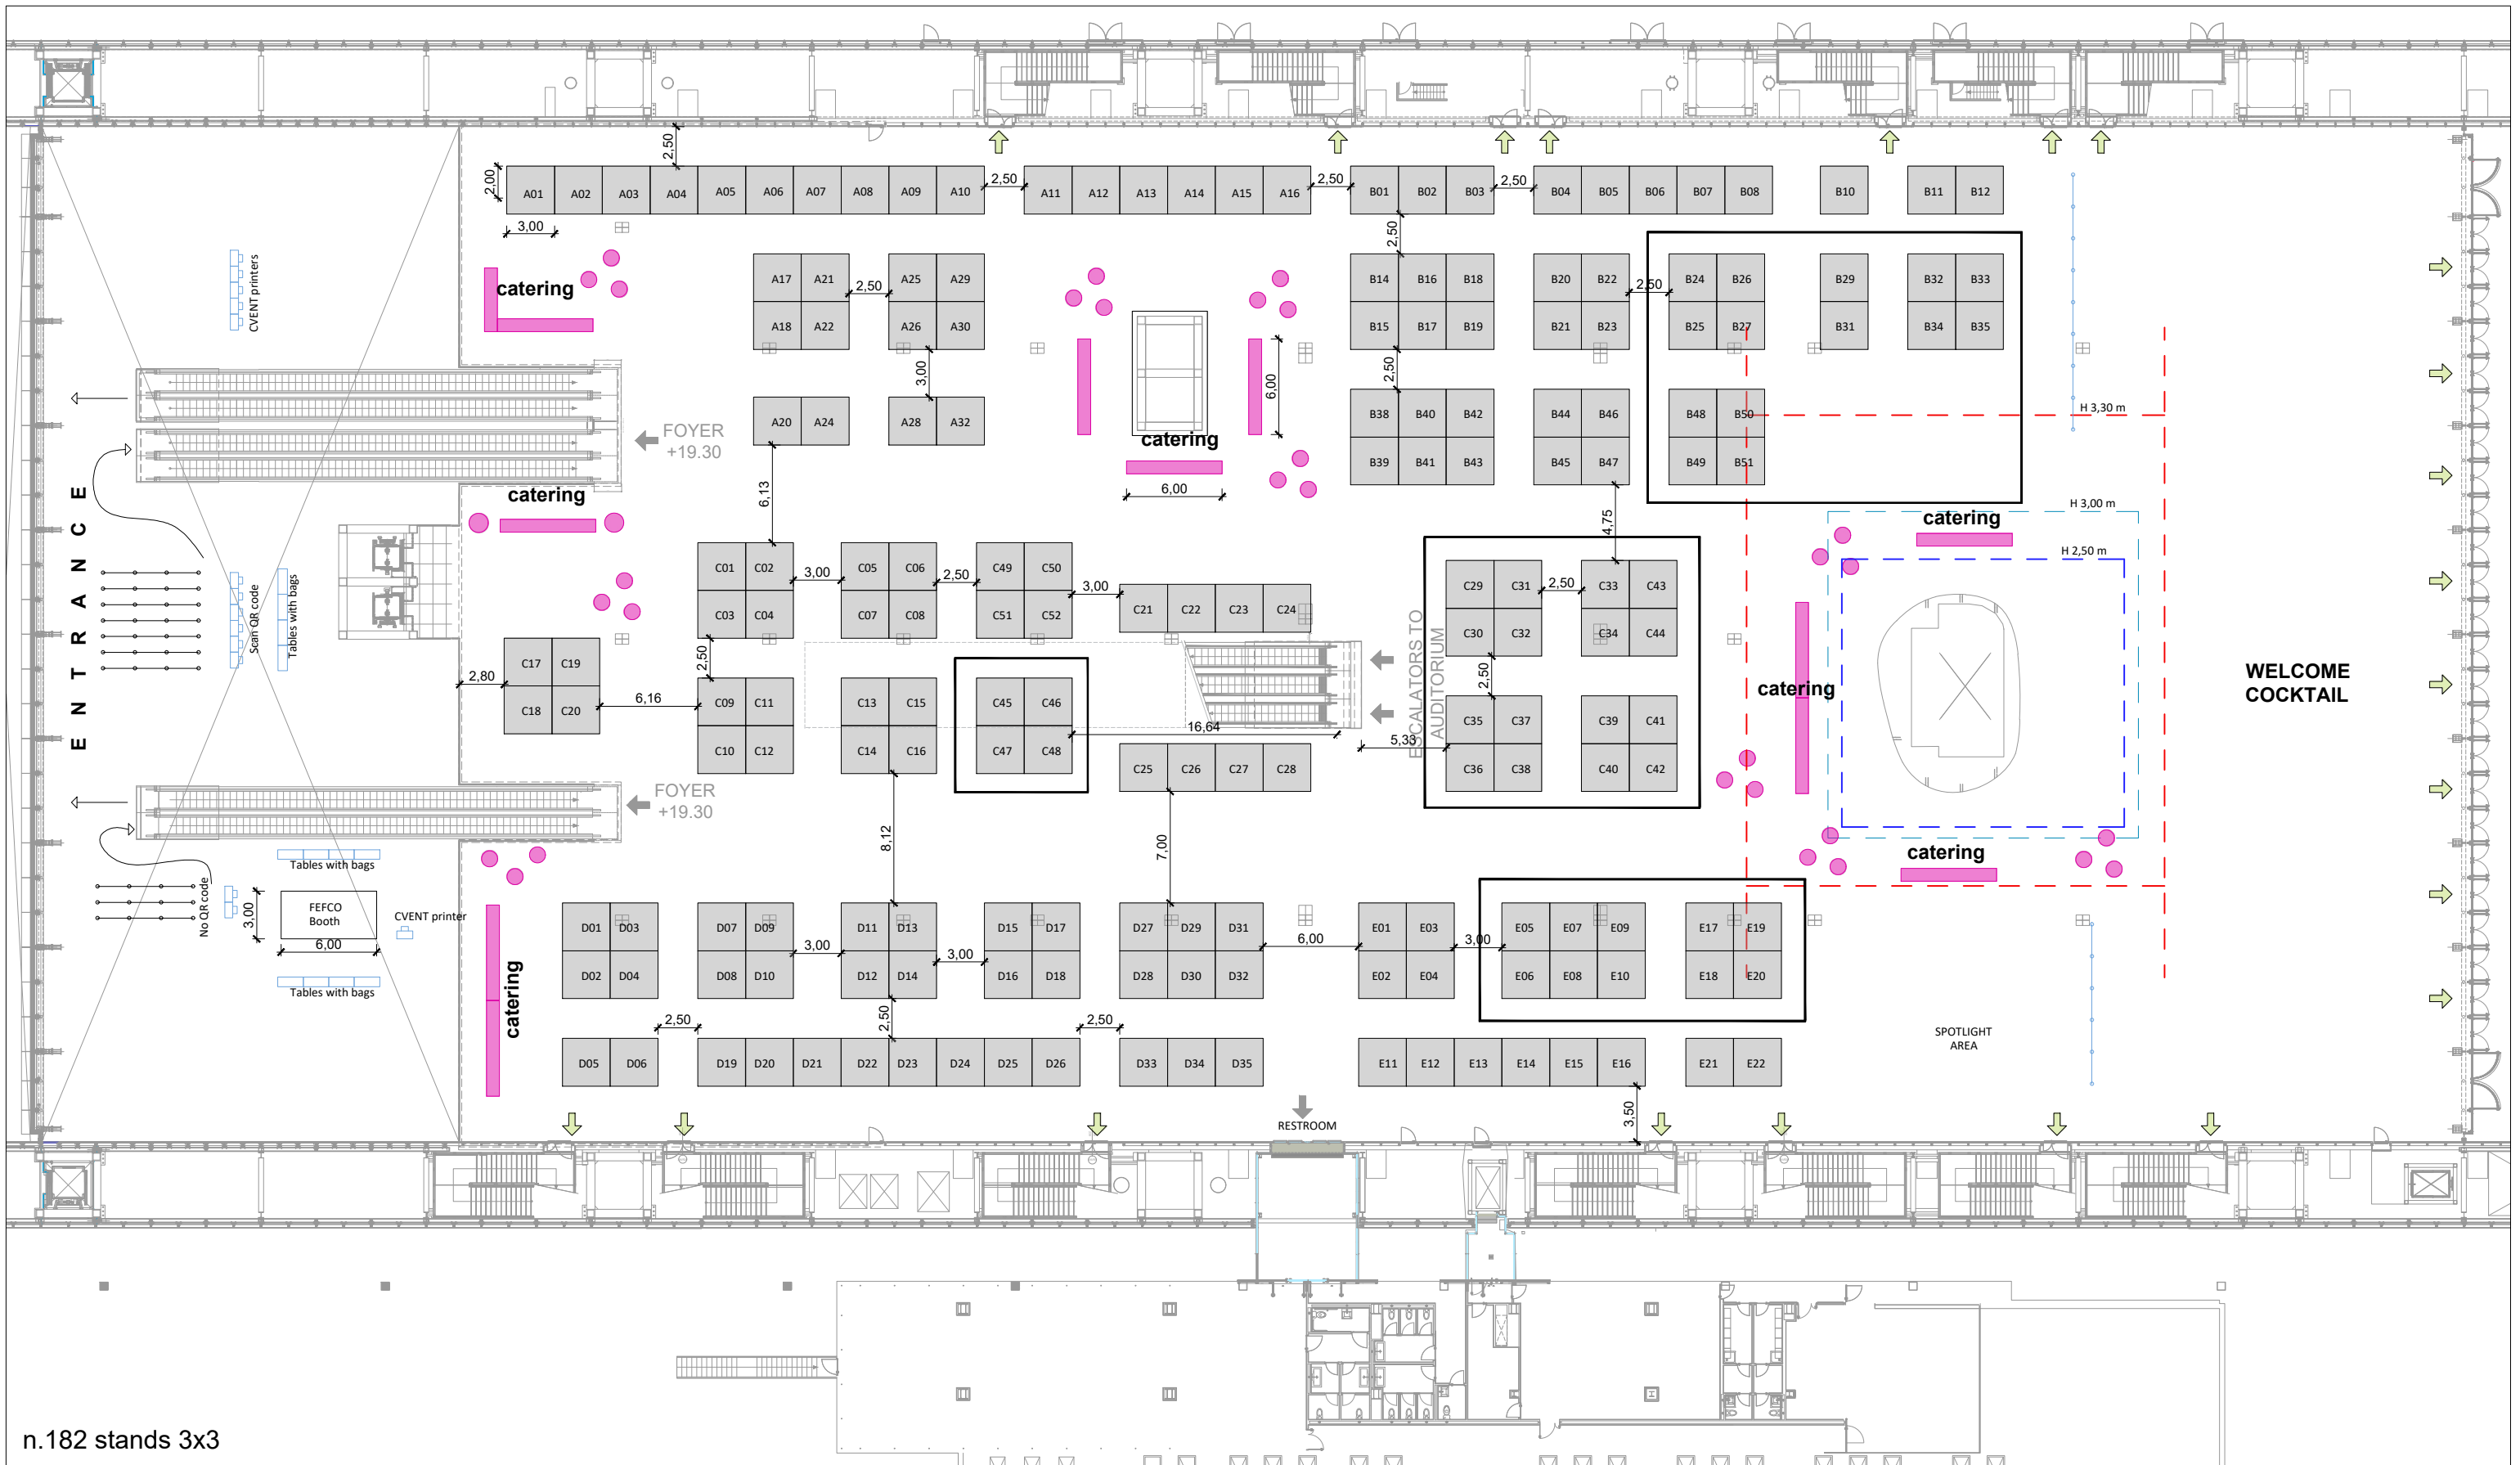 2,50
2,00
A01 A02 A03 A04 A05 A06 A07 A08 A09 A10
2,50
A11 A12 A13 A14 A15 A16
2,50
B01 B02 B03
2,50
B04 B05 B06 B07 B08
B10
B11 B12
3,00
2,50
CVENT printers
catering
A17 A21
2,50
A25 A29
A18 A22
A26 A30
B14 B16 B18
B20 B22
2,50
B24 B26
B29
B32 B33
B15 B17 B19
B21 B23
B25 B27
B31
B34 B35
3,00
6,00
2,50
A20 A24
A28 A32
FOYER
+19.30
catering
B38 B40 B42
B44 B46
B48 B50
H 3,30 m
B39 B41 B43
B45 B47
B49 B51
6,00
6,13
catering
ENTRANCE
4,75
H 3,00 m
catering
H 2,50 m
C01 C02
3,00
C05 C06
2,50
C49 C50
3,00
C03 C04
C07 C08
C51 C52
C21 C22 C23 C24
C29 C31
2,50
C33 C43
C30 C32
C34 C44
Scan QR code
Tables with bags
ESCALATORS TO
AUDITORIUM
2,50
2,50
C17 C19
C18 C20
2,80
6,16
C09 C11
C13 C15
C45 C46
C10 C12
C14 C16
C47 C48
16,64
5,33
C35 C37
C39 C41
C36 C38
C40 C42
catering
WELCOME
COCKTAIL
C25 C26 C27 C28
FOYER
+19.30
8,12
7,00
catering
Tables with bags
No QR code
3,00
FEFCO
Booth
6,00
CVENT printer
Tables with bags
catering
D01 D03
D07 D09
D11 D13
D15 D17
D27 D29 D31
E01 E03
E05 E07 E09
E17 E19
3,00
3,00
6,00
3,00
D02 D04
D08 D10
D12 D14
D16 D18
D28 D30 D32
E02 E04
E06 E08 E10
E18 E20
2,50
2,50
2,50
SPOTLIGHT
AREA
D05 D06
D19 D20 D21 D22 D23 D24 D25 D26
D33 D34 D35
E11 E12 E13 E14 E15 E16
E21 E22
3,50
RESTROOM
n.182 stands 3x3